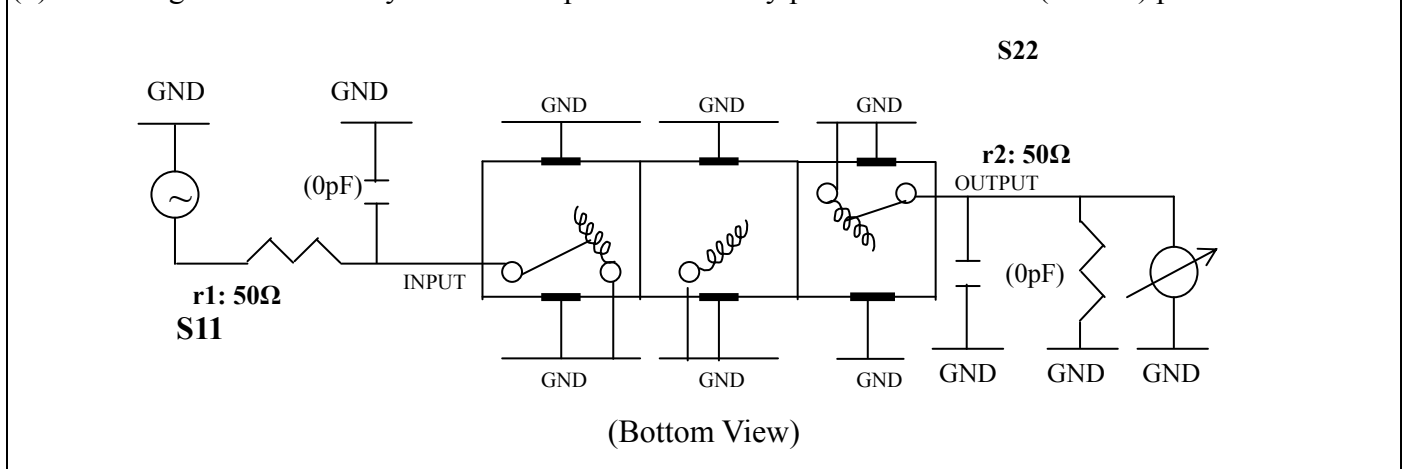 S22
GND GND GND GND GND
r2: 50Ω
(0pF) OUTPUT
INPUT (0pF)
r1: 50Ω
S11
GND GND GND GND GND GND
(Bottom View)